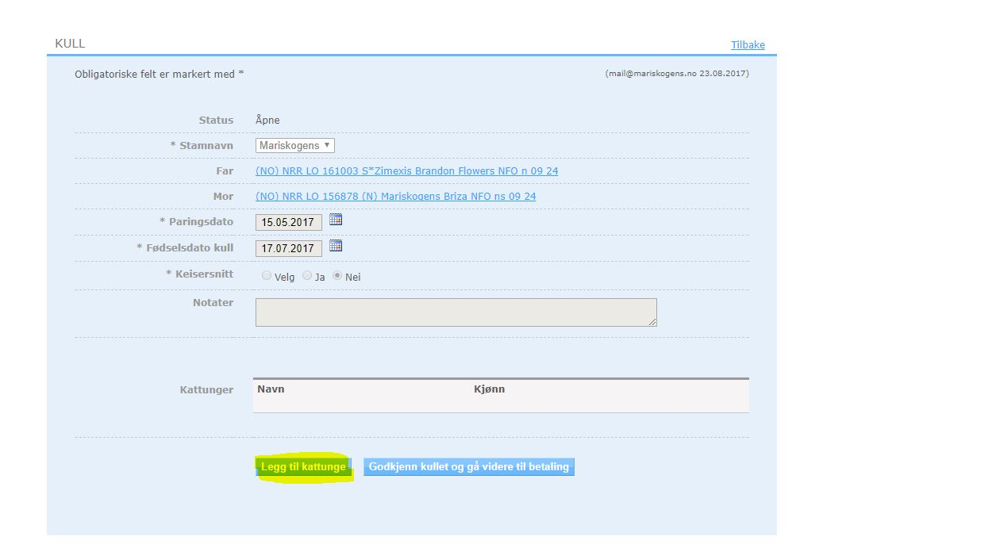 KULL Tilbake
Obligatoriske felt er markert med * (mail@mariskogens.no 23.08.2017)
Status Åpne
* Stamnavn Mariskogens
Far (NO) NRR LO 161003 S*Zimexis Brandon Flowers NFO n 09 24
Mor (NO) NRR LO 156878 (N) Mariskogens Briza NFO ns 09 24
* Paringsdato 15.05.2017
* Fødselsdato kull 17.07.2017
* Keisersnitt Velg Ja Nei
Notater
Kattunger Navn Kjønn
Legg til kattunge Godkjenn kullet og gå videre til betaling